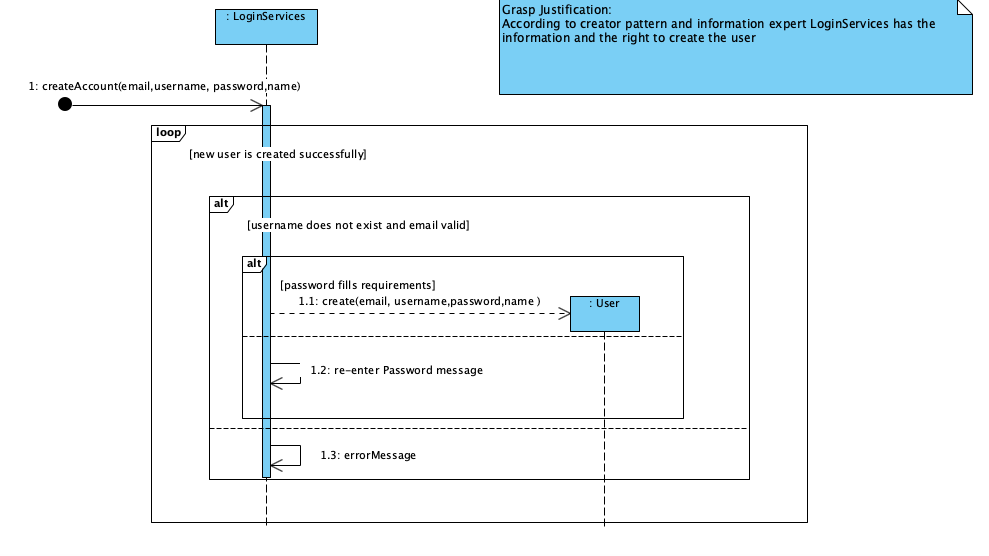 : LoginServices
Grasp Justification:
According to creator pattern and information expert LoginServices has the
information and the right to create the user
1: createAccount(email,username, password,name)
loop
[new user is created successfully]
alt
[username does not exist and email valid]
alt
[password fills requirements]
1.1: create(email, username,password,name )
: User
1.2: re-enter Password message
1.3: errorMessage